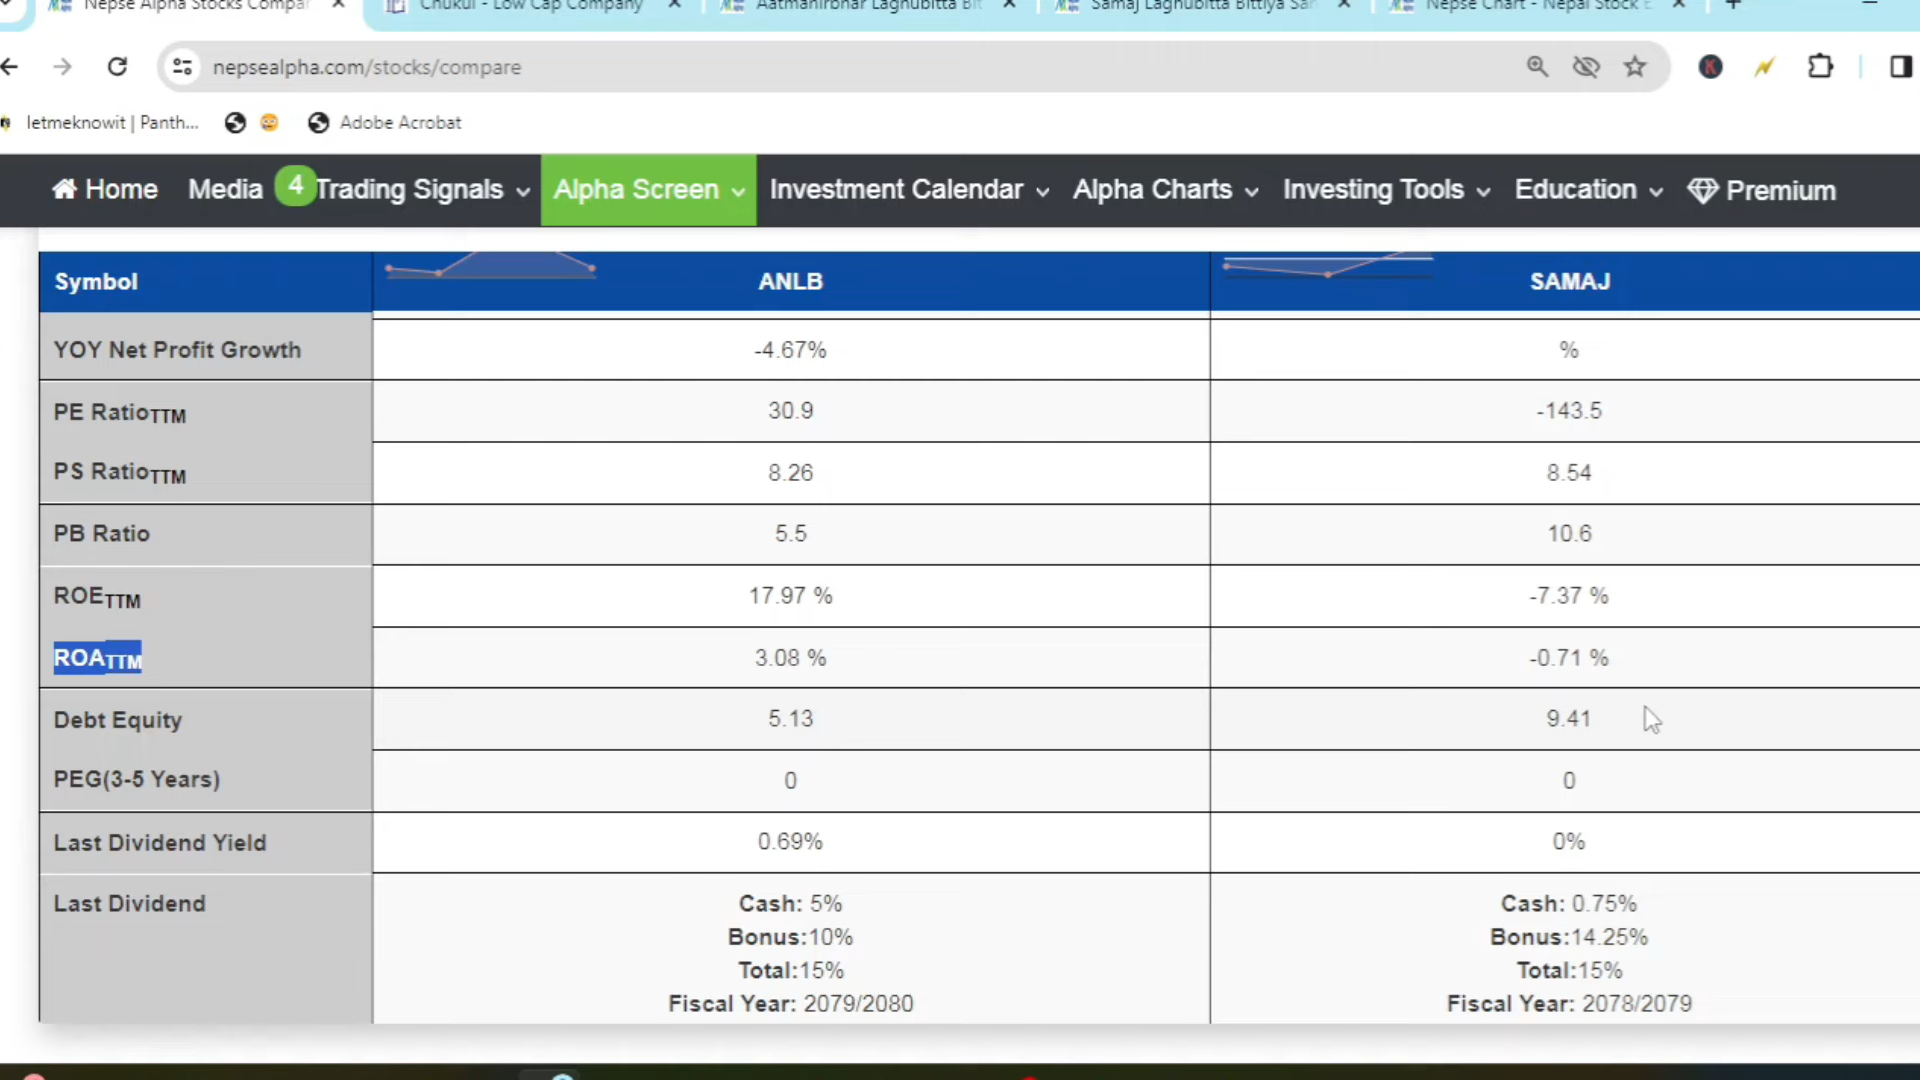 Nepse Alpha Stocks Compar
Chukul - Low Cap Company
Aatmanirbhar Laghubitta Bit
Samaj Laghubitta Bittiya San
Nepse Chart - Nepal Stock E
nepsealpha.com/stocks/compare
letmeknowit | Panth...
Adobe Acrobat
Home Media 4 Trading Signals Alpha Screen Investment Calendar Alpha Charts Investing Tools Education Premium
Symbol ANLB SAMAJ
YOY Net Profit Growth -4.67% %
PE RatioTTM 30.9 -143.5
PS RatioTTM 8.26 8.54
PB Ratio 5.5 10.6
ROETTM 17.97 % -7.37 %
ROATTM 3.08 % -0.71 %
Debt Equity 5.13 9.41
PEG(3-5 Years) 0 0
Last Dividend Yield 0.69% 0%
Last Dividend Cash: 5% Cash: 0.75%
Bonus:10% Bonus:14.25%
Total:15% Total:15%
Fiscal Year: 2079/2080 Fiscal Year: 2078/2079